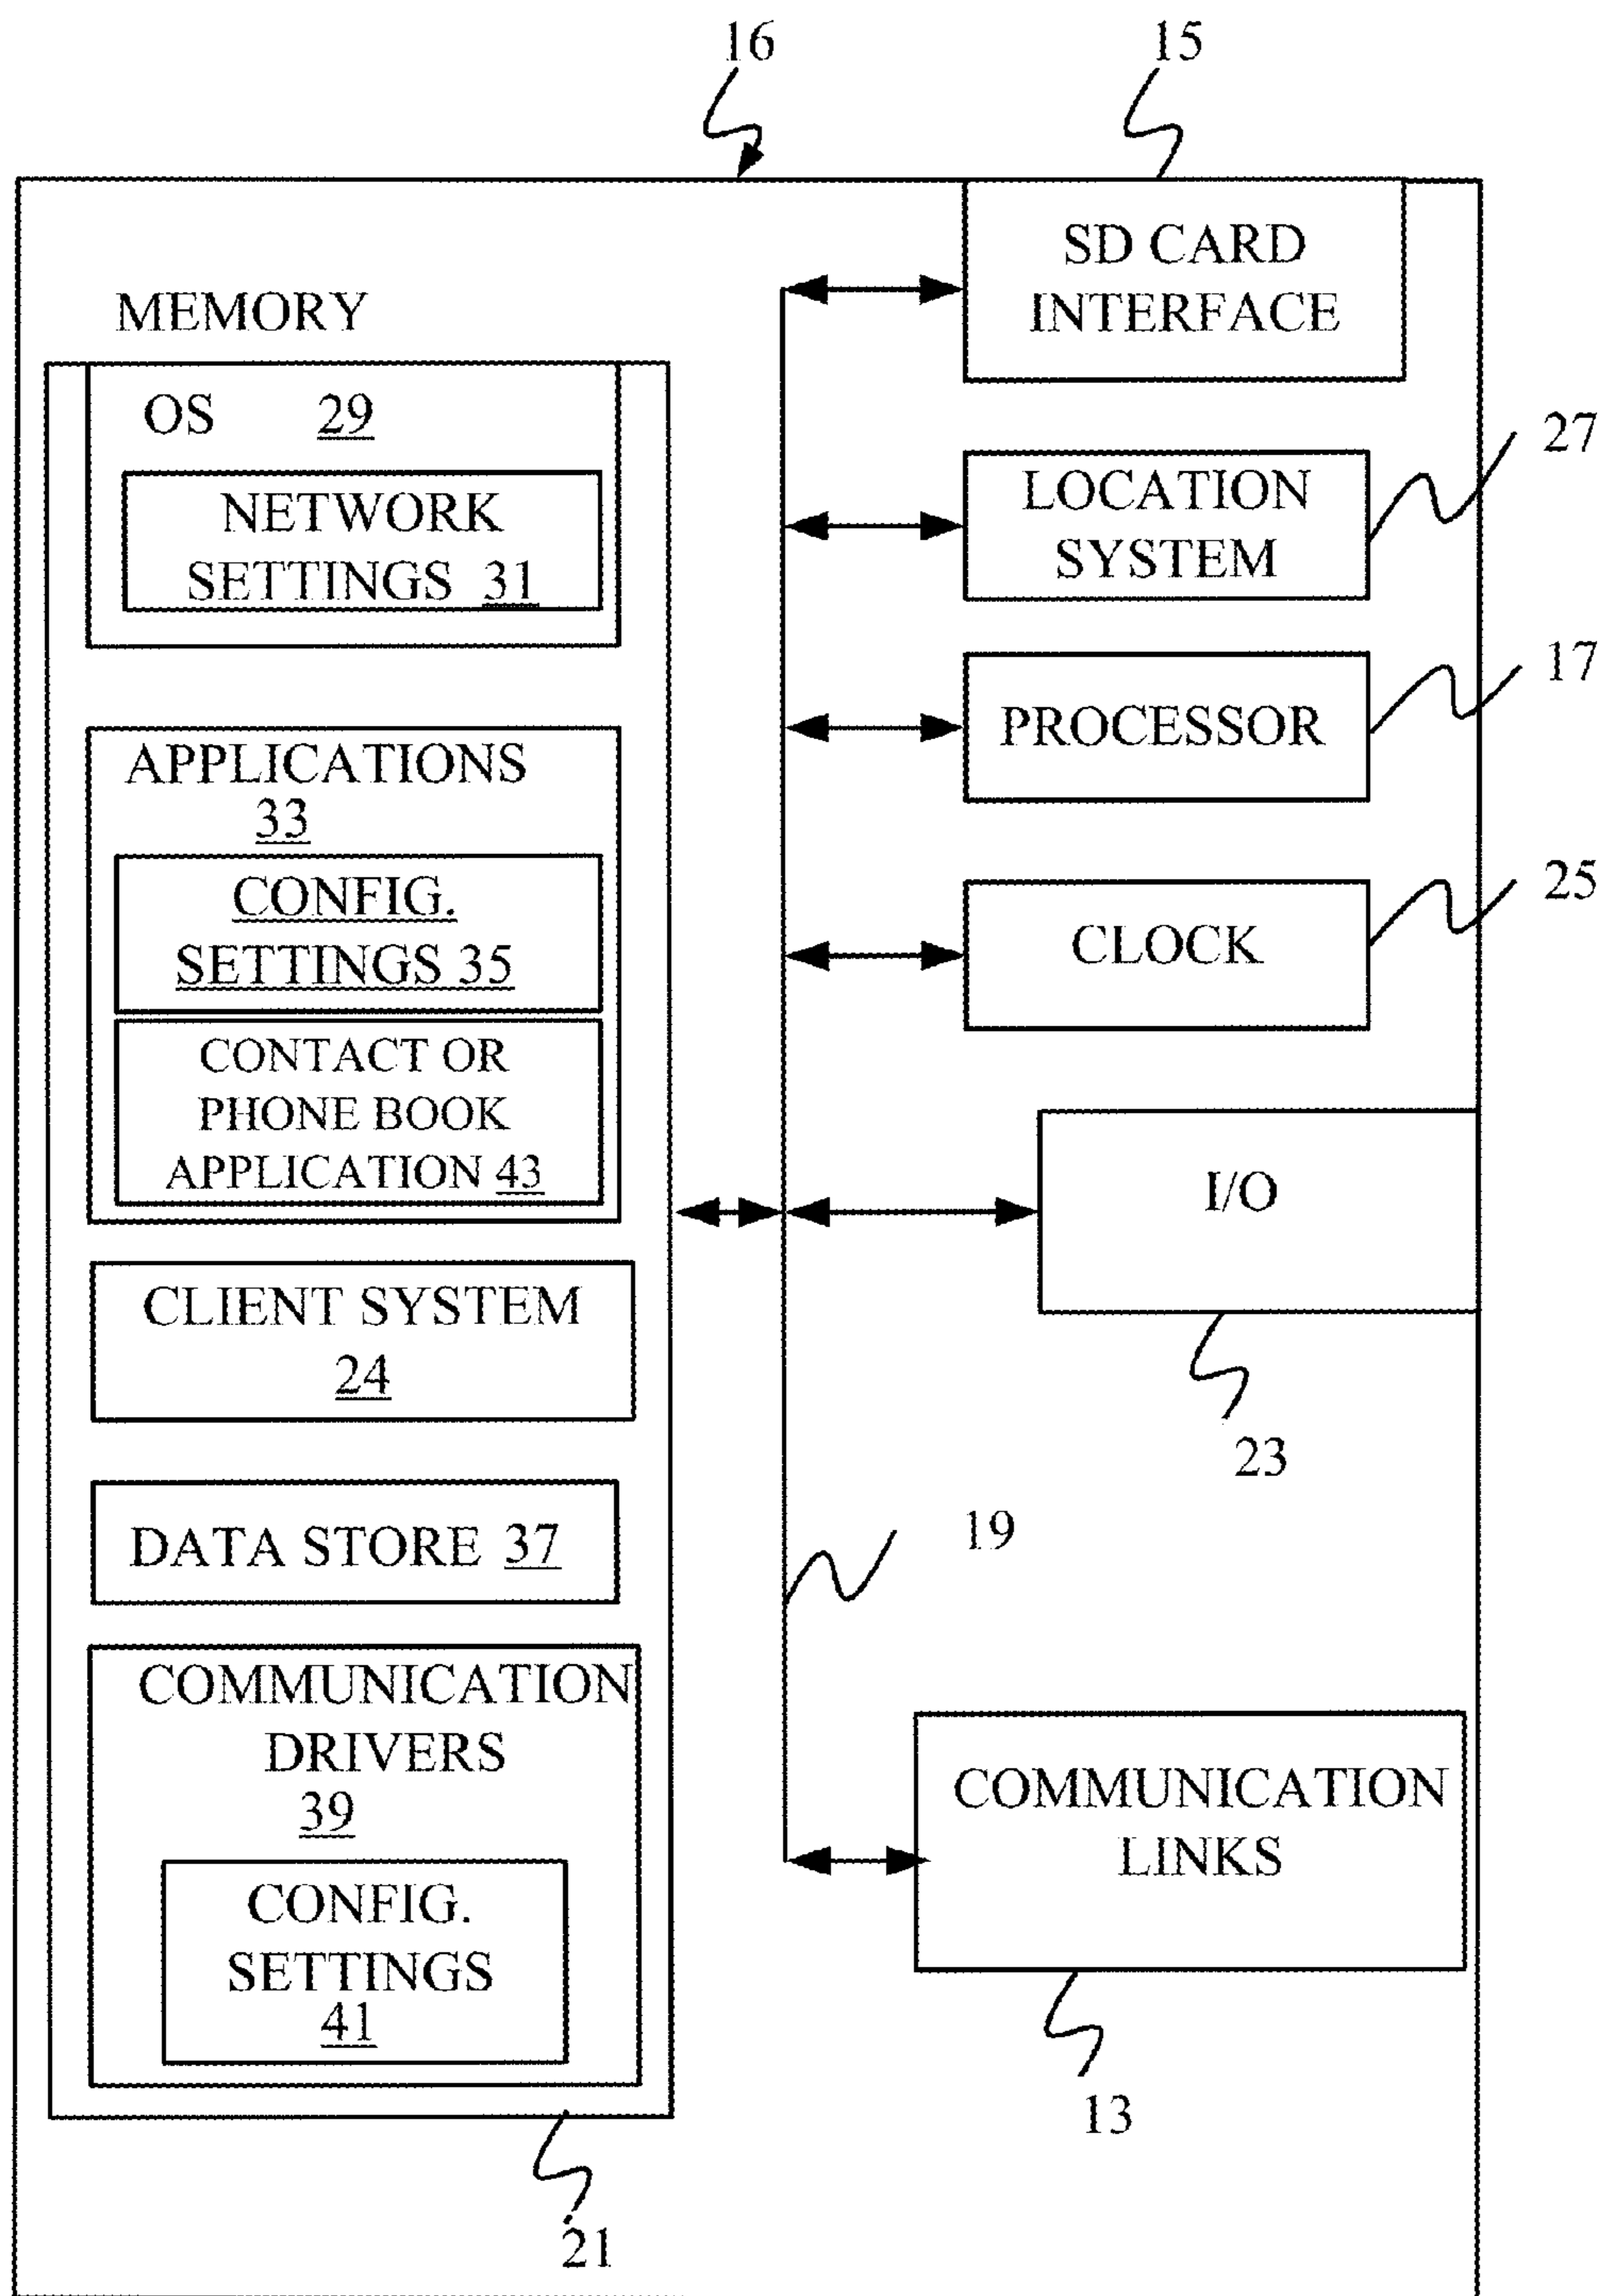 16
15
SD CARD
INTERFACE
MEMORY
OS 29
NETWORK
SETTINGS 31
APPLICATIONS
33
CONFIG.
SETTINGS 35
CONTACT OR
PHONE BOOK
APPLICATION 43
CLIENT SYSTEM
24
DATA STORE 37
COMMUNICATION
DRIVERS
39
CONFIG.
SETTINGS
41
21
27
LOCATION
SYSTEM
17
PROCESSOR
25
CLOCK
I/O
23
19
COMMUNICATION
LINKS
13